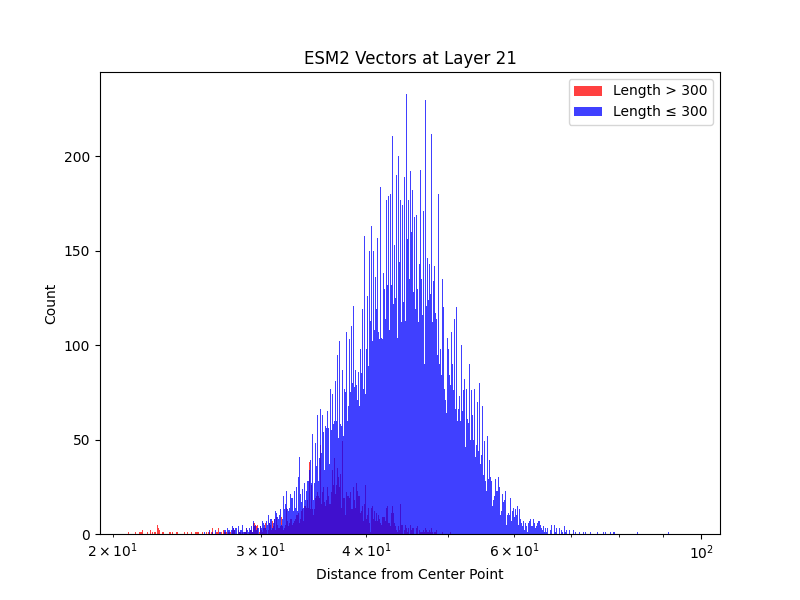 ESM2 Vectors at Layer 21
Length > 300
Length ≤ 300
Count
200
150
100
50
0
2 × 10¹
3 × 10¹
4 × 10¹
6 × 10¹
10²
Distance from Center Point